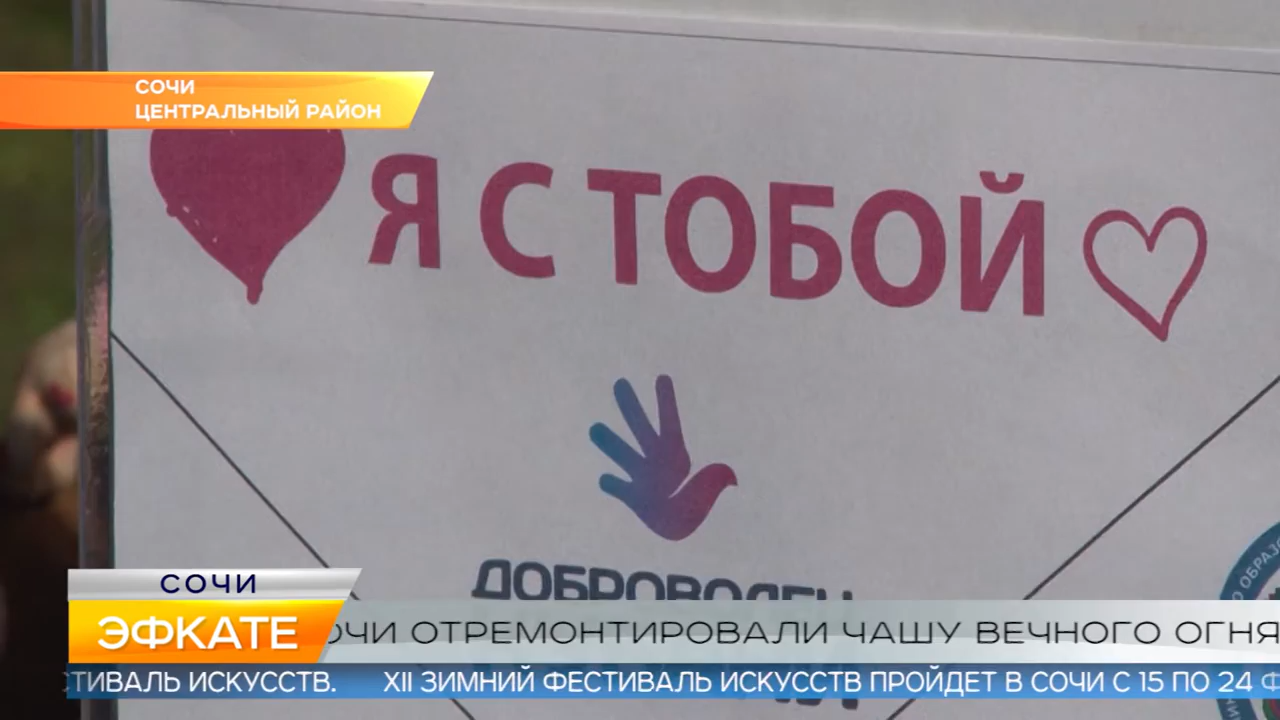 СОЧИ
ЦЕНТРАЛЬНЫЙ РАЙОН
Я С ТОБОЙ
СОЧИ
ЭФКАТЕ
ОЧИ ОТРЕМОНТИРОВАЛИ ЧАШУ ВЕЧНОГО ОГНЯ
ТИВАЛЬ ИСКУССТВ. XII ЗИМНИЙ ФЕСТИВАЛЬ ИСКУССТВ ПРОЙДЕТ В СОЧИ С 15 ПО 24 Ф